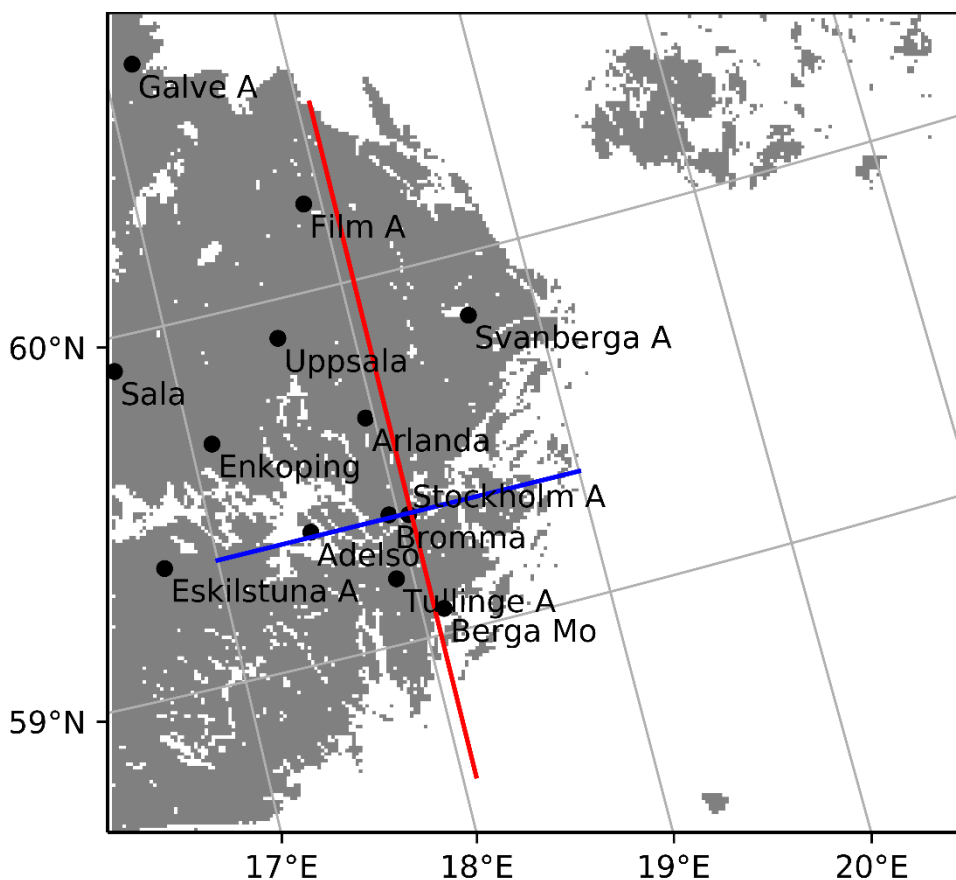 Galve A
Film A
60°N
Svanberga A
Uppsala
Sala
Arlanda
Enkoping
Stockholm A
Bromma
Adelso
Eskilstuna A
Tullinge A
Berga Mo
59°N
17°E
18°E
19°E
20°E